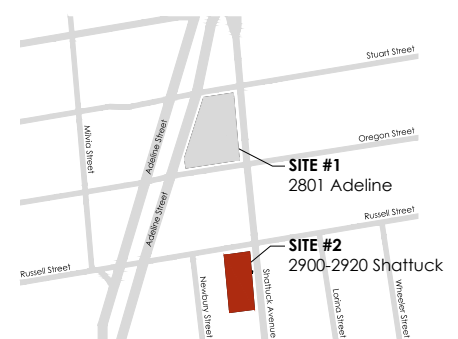 Stuart Street
Milvia Street
Adeline Street
Oregon Street
SITE #1
2801 Adeline
Adeline Street
Russell Street
SITE #2
2900-2920 Shattuck
Russell Street
Newbury Street
Shattuck Avenue
Lorina Street
Wheeler Street